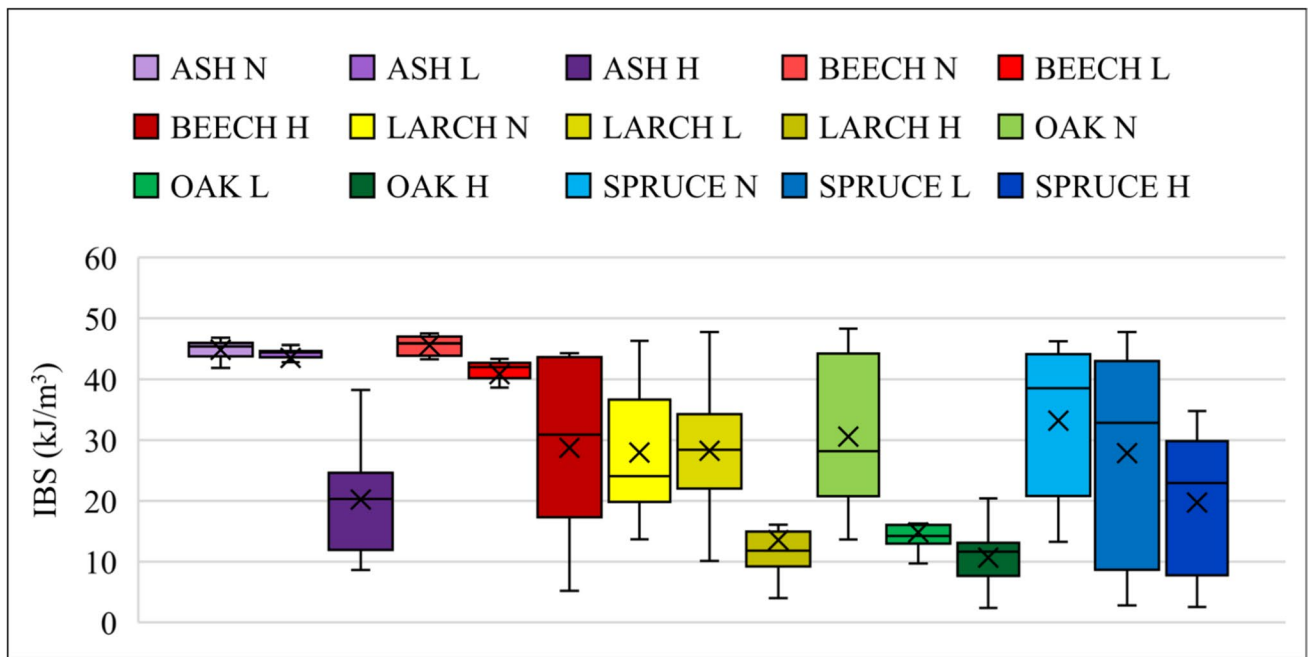 ASH N ASH L ASH H BEECH N BEECH L
BEECH H LARCH N LARCH L LARCH H OAK N
OAK L OAK H SPRUCE N SPRUCE L SPRUCE H
IBS (kJ/m³)
60
50
40
30
20
10
0